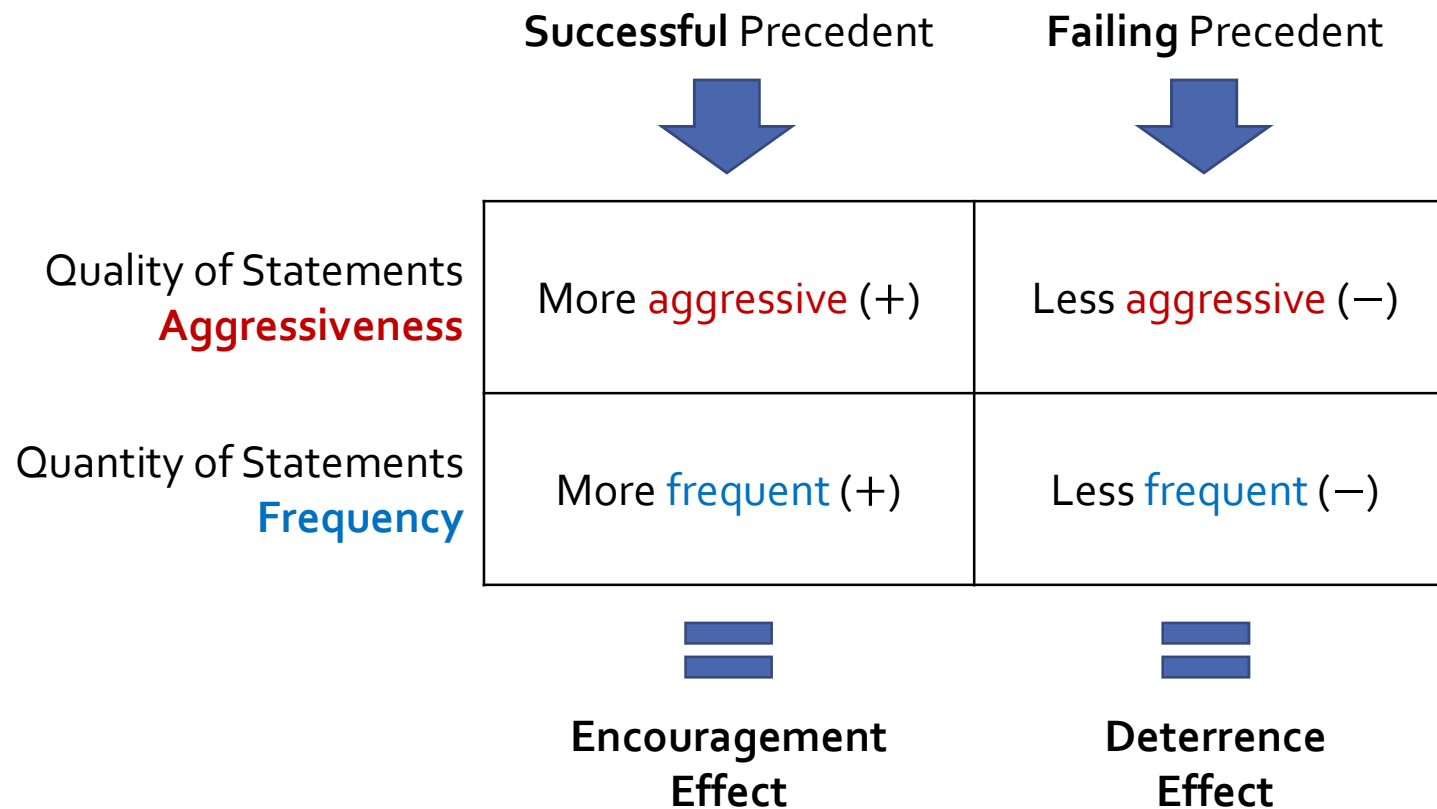 Successful Precedent
Failing Precedent
Quality of Statements
Aggressiveness
More aggressive (+)
Less aggressive (−)
Quantity of Statements
Frequency
More frequent (+)
Less frequent (−)
Encouragement
Effect
Deterrence
Effect